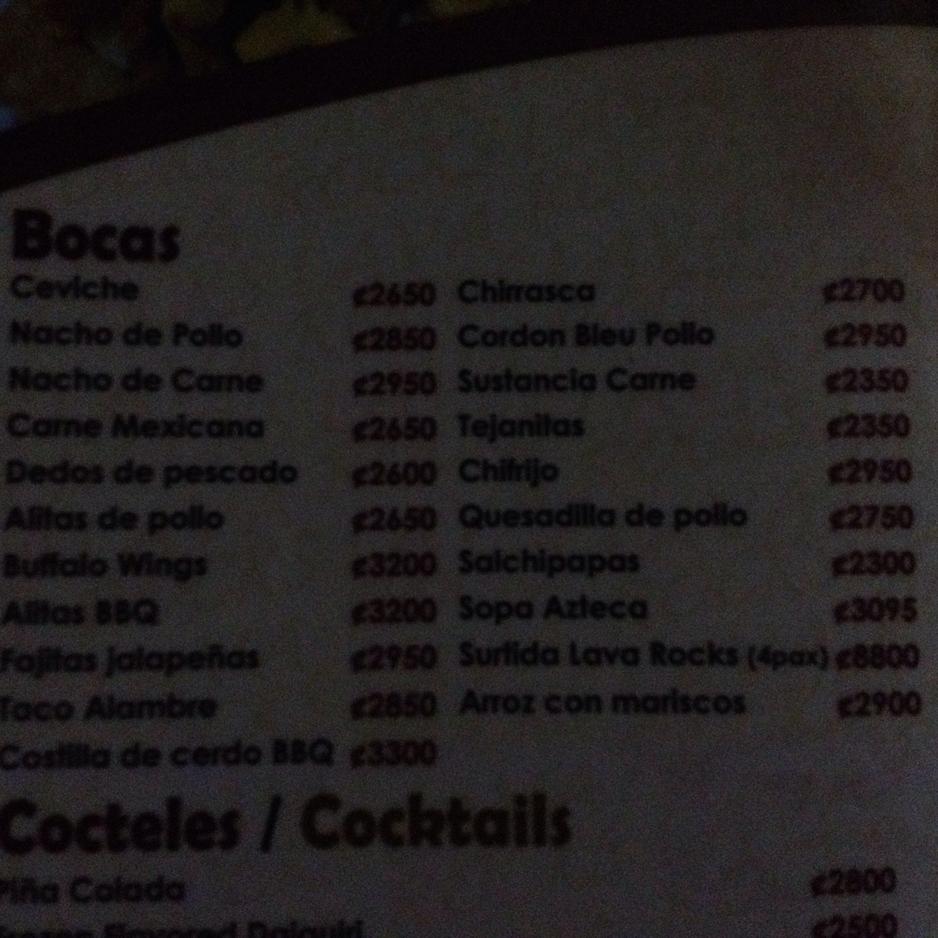 Bocas
Ceviche ₡2650 Chirrasca ₡2700
Nacho de Pollo ₡2850 Cordon Bleu Pollo ₡2950
Nacho de Carne ₡2950 Sustancia Carne ₡2350
Carne Mexicana ₡2650 Tejanitas ₡2350
Dedos de pescado ₡2600 Chifrijo ₡2950
Alitas de pollo ₡2650 Quesadilla de pollo ₡2750
Buffalo Wings ₡3200 Salchipapas ₡2300
Alitas BBQ ₡3200 Sopa Azteca ₡3095
Fajitas jalapeñas ₡2950 Surtida Lava Rocks (4pax) ₡8800
Taco Alambre ₡2850 Arroz con mariscos ₡2900
Costilla de cerdo BBQ ₡3300
Cocteles / Cocktails
Piña Colada ₡2800
Frozen Flavored Daiquiri ₡2500